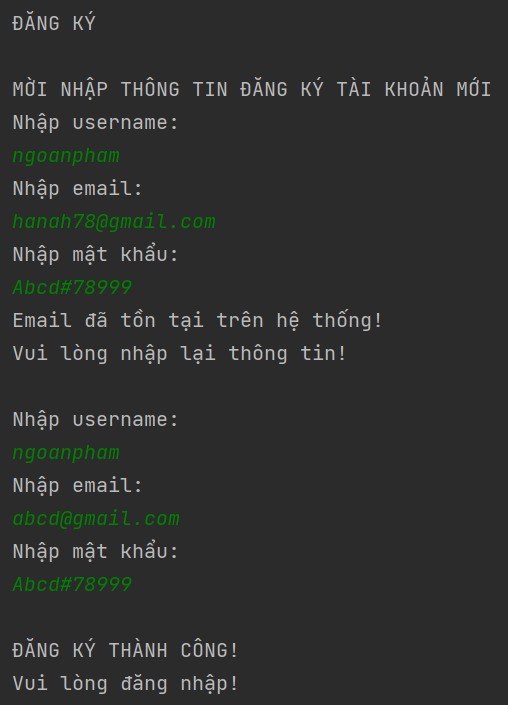 ĐĂNG KÝ
MỜI NHẬP THÔNG TIN ĐĂNG KÝ TÀI KHOẢN MỚI
Nhập username:
ngoanpham
Nhập email:
hanah78@gmail.com
Nhập mật khẩu:
Abcd#78999
Email đã tồn tại trên hệ thống!
Vui lòng nhập lại thông tin!
Nhập username:
ngoanpham
Nhập email:
abcd@gmail.com
Nhập mật khẩu:
Abcd#78999
ĐĂNG KÝ THÀNH CÔNG!
Vui lòng đăng nhập!